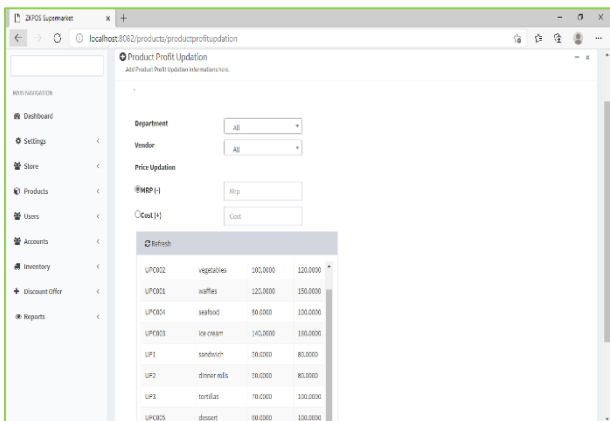 ZKPOS Supermarket
localhost:8082/products/productprofitupdation
Product Profit Updation
Add Product Profit Updation informations here.
MAIN NAVIGATION
Dashboard
Settings
Store
Products
Users
Accounts
Inventory
Discount Offer
Reports
Department All
Vendor All
Price Updation
MRP (-) Mrp
Cost (+) Cost
Refresh
UPC002 vegetables 100.0000 120.0000
UPC001 waffles 120.0000 150.0000
UPC004 seafood 80.0000 100.0000
UPC003 ice cream 140.0000 160.0000
UP1 sandwich 50.0000 80.0000
UP2 dinner rolls 50.0000 80.0000
UP3 tortillas 70.0000 100.0000
UPC005 dessert 80.0000 100.0000